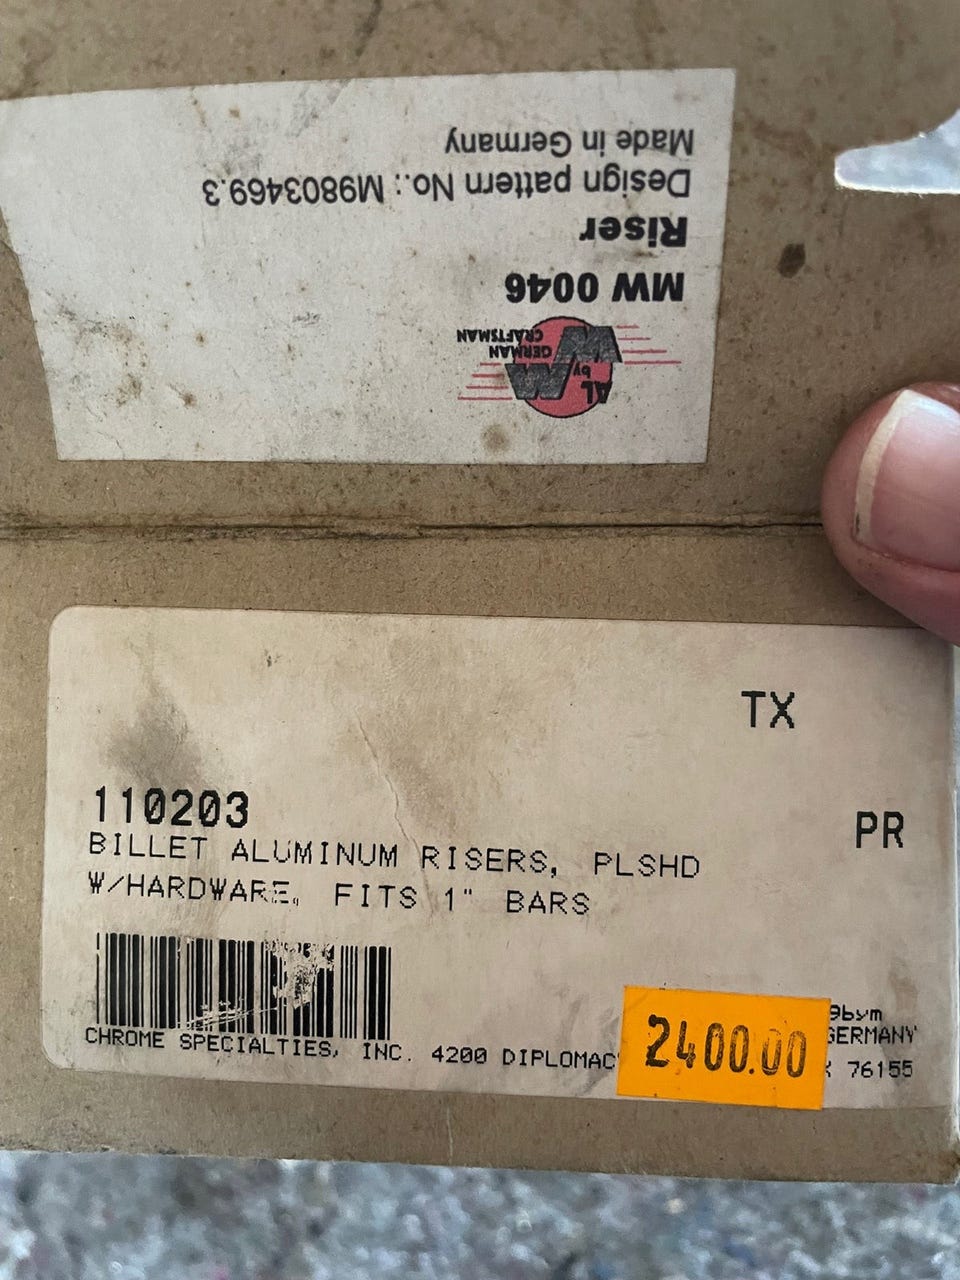 AL
by
MW
GERMAN
CRAFTSMAN
MW 0046
Riser
Design pattern No.: M9803469.3
Made in Germany
TX
110203
PR
BILLET ALUMINUM RISERS, PLSHD
W/HARDWARE, FITS 1" BARS
GERMANY
CHROME SPECIALTIES, INC. 4200 76155
2400.00